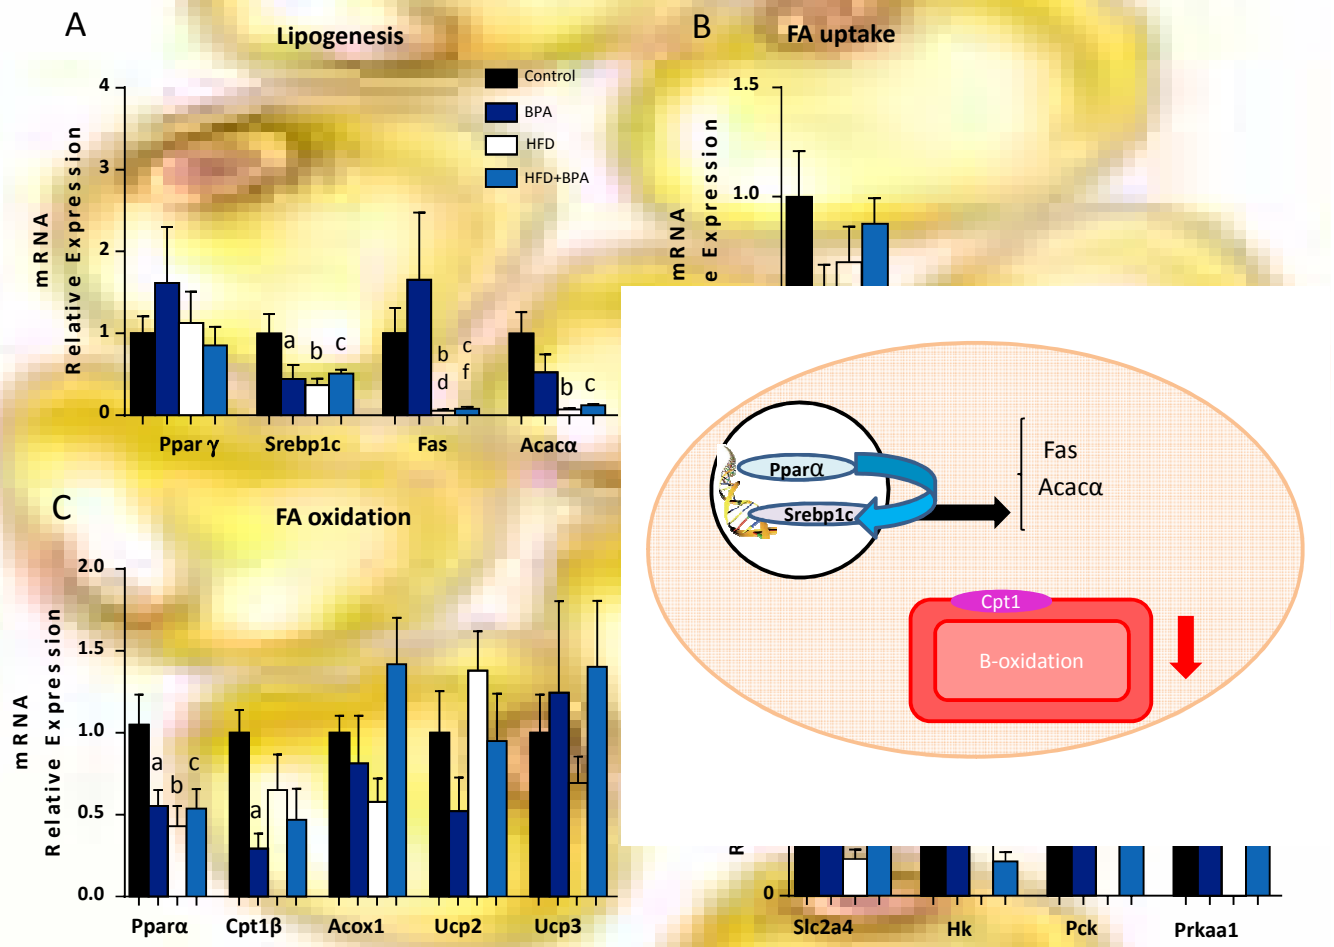 A
Lipogenesis
Control
BPA
HFD
HFD+BPA
4
3
2
1
0
mRNA
Relative Expression
a
b
c
b
d
c
f
b
c
Ppar γ
Srebp1c
Fas
Acacα
B
FA uptake
1.5
1.0
mRNA
e Expression
C
FA oxidation
2.0
1.5
1.0
0.5
0.0
mRNA
Relative Expression
a
b
c
a
Pparα
Cpt1β
Acox1
Ucp2
Ucp3
Pparα
Srebp1c
Fas
Acacα
Cpt1
B-oxidation
0
Slc2a4
Hk
Pck
Prkaa1